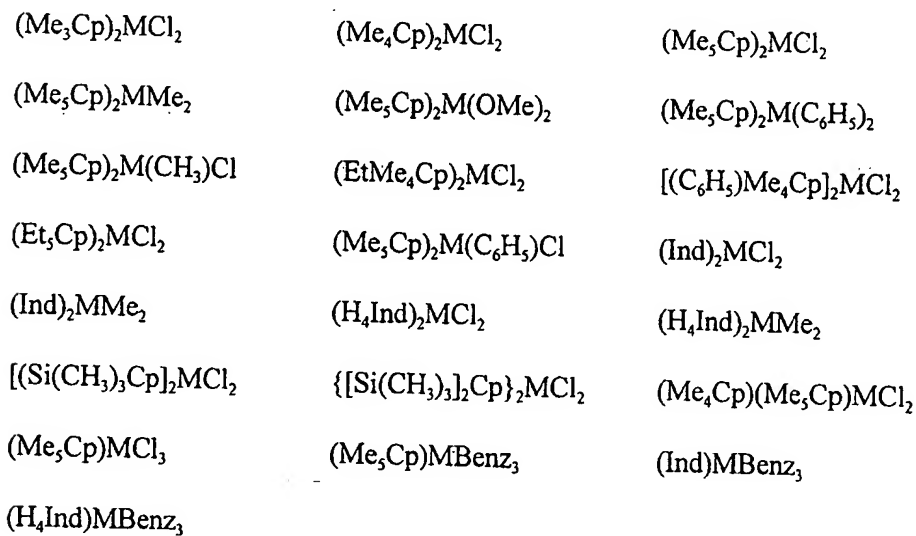 (Me₃Cp)₂MCl₂ (Me₄Cp)₂MCl₂ (Me₅Cp)₂MCl₂
(Me₅Cp)₂MMe₂ (Me₅Cp)₂M(OMe)₂ (Me₅Cp)₂M(C₆H₅)₂
(Me₅Cp)₂M(CH₃)Cl (EtMe₄Cp)₂MCl₂ [(C₆H₅)Me₄Cp]₂MCl₂
(Et₅Cp)₂MCl₂ (Me₅Cp)₂M(C₆H₅)Cl (Ind)₂MCl₂
(Ind)₂MMe₂ (H₄Ind)₂MCl₂ (H₄Ind)₂MMe₂
[(Si(CH₃)₃Cp]₂MCl₂ {[Si(CH₃)₃]₂Cp}₂MCl₂ (Me₄Cp)(Me₅Cp)MCl₂
(Me₅Cp)MCl₃ (Me₅Cp)MBenz₃ (Ind)MBenz₃
(H₄Ind)MBenz₃